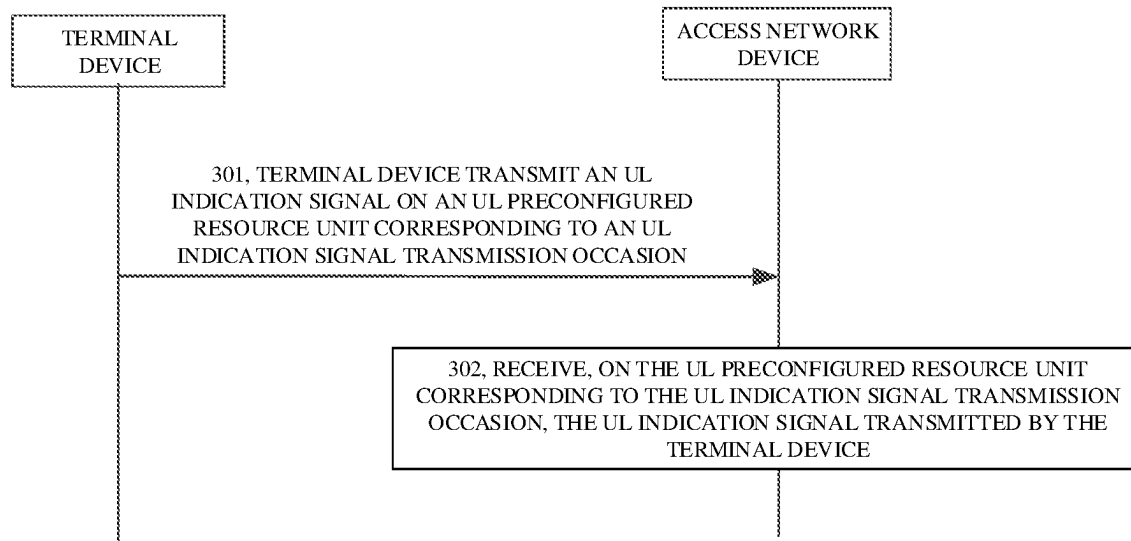 TERMINAL
DEVICE
ACCESS NETWORK
DEVICE
301, TERMINAL DEVICE TRANSMIT AN UL
INDICATION SIGNAL ON AN UL PRECONFIGURED
RESOURCE UNIT CORRESPONDING TO AN UL
INDICATION SIGNAL TRANSMISSION OCCASION
302, RECEIVE, ON THE UL PRECONFIGURED RESOURCE UNIT
CORRESPONDING TO THE UL INDICATION SIGNAL TRANSMISSION
OCCASION, THE UL INDICATION SIGNAL TRANSMITTED BY THE
TERMINAL DEVICE